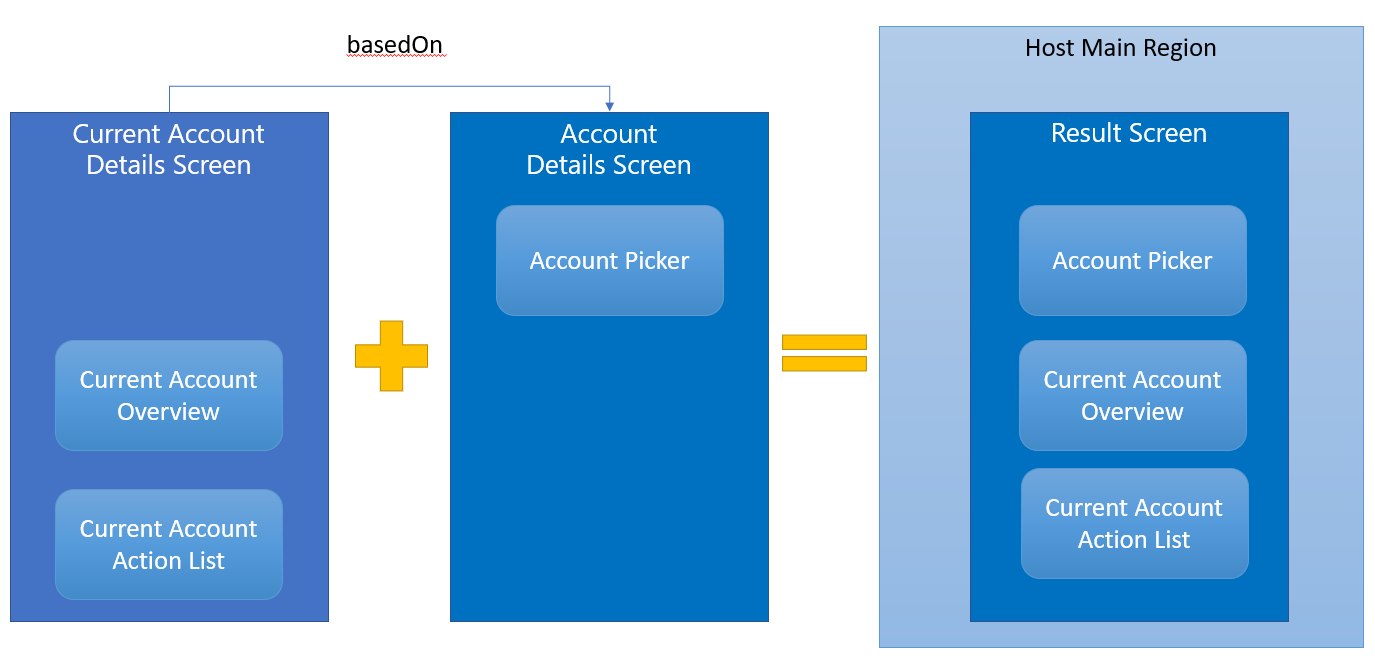 basedOn
Host Main Region
Current Account
Details Screen
Account
Details Screen
Result Screen
Account Picker
Account Picker
Current Account
Overview
Current Account
Overview
Current Account
Action List
Current Account
Action List